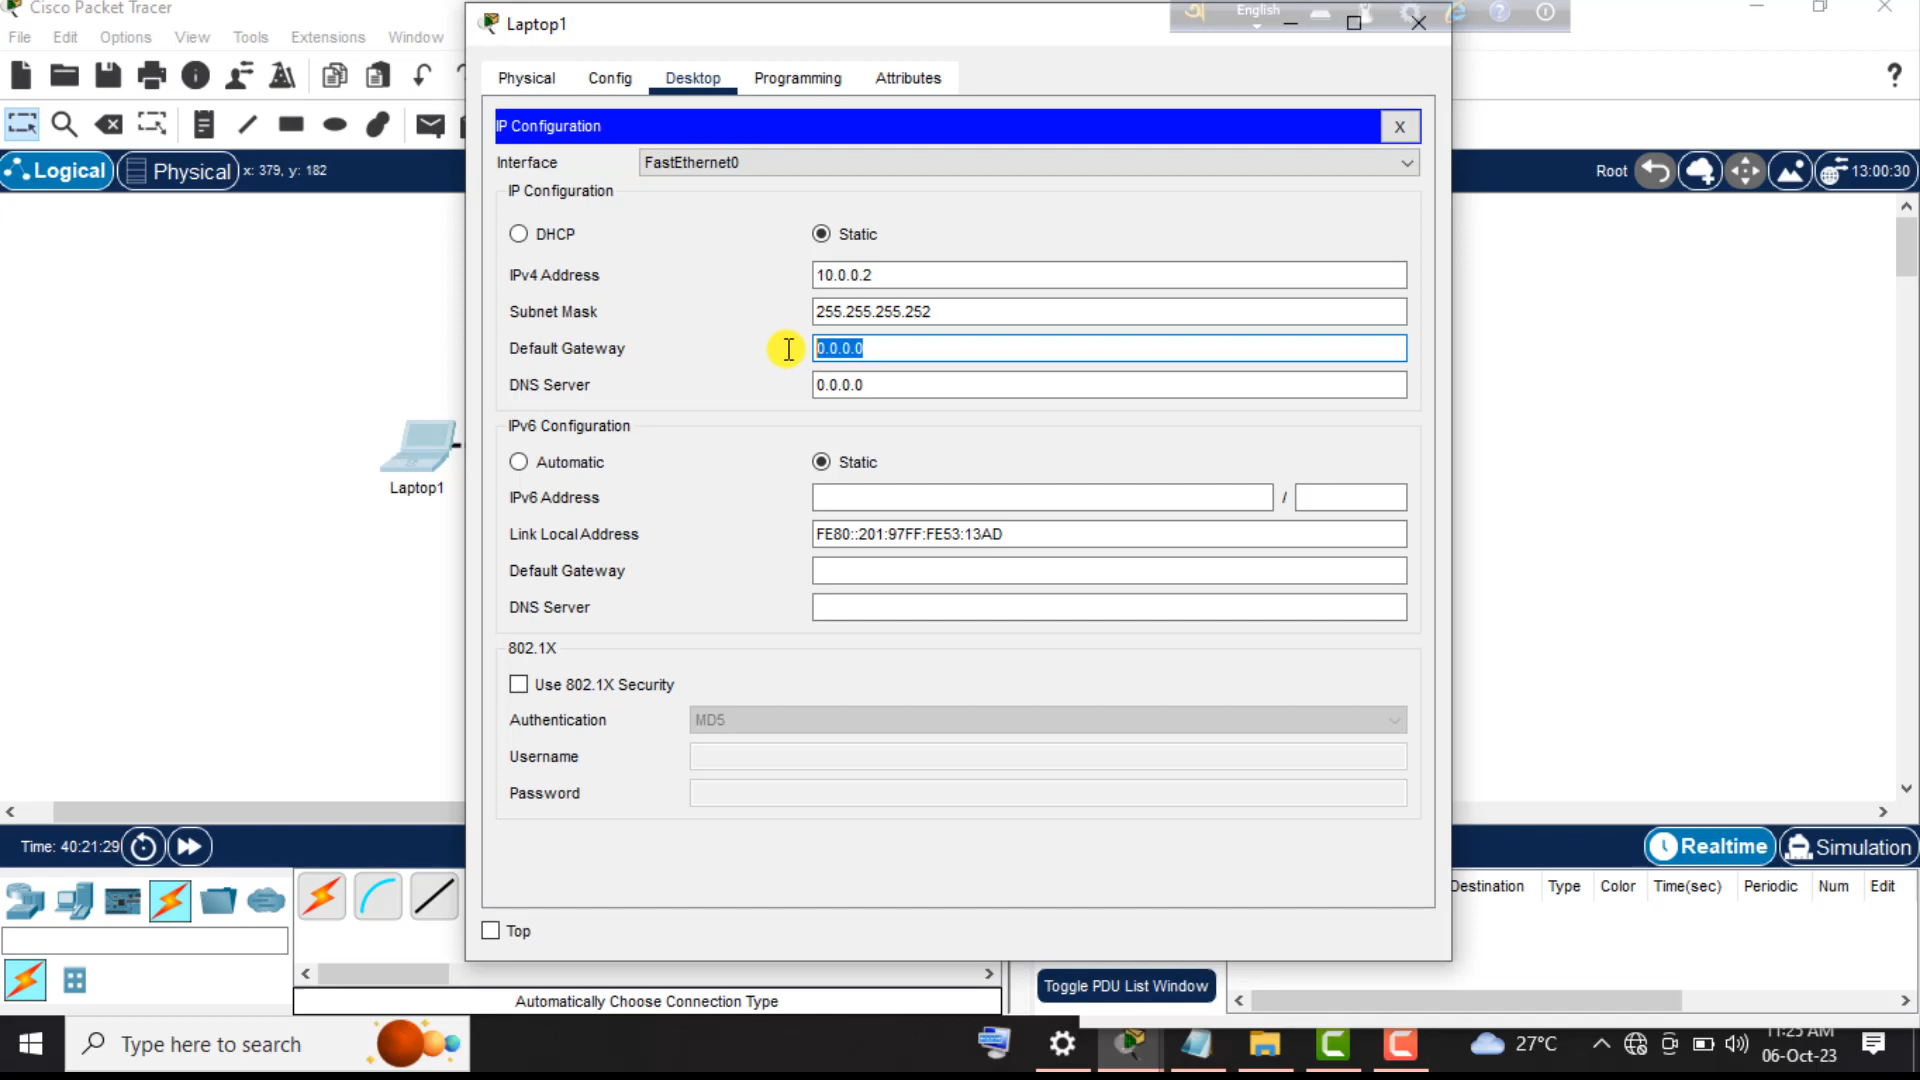 Cisco Packet Tracer
File Edit Options View Tools Extensions Window
Laptop1
English
Physical Config Desktop Programming Attributes
IP Configuration X
Logical Physical x: 379, y: 182
Root 13:00:30
Interface FastEthernet0
IP Configuration
DHCP Static
IPv4 Address 10.0.0.2
Subnet Mask 255.255.255.252
Default Gateway 0.0.0.0
DNS Server 0.0.0.0
IPv6 Configuration
Automatic Static
IPv6 Address /
Link Local Address FE80::201:97FF:FE53:13AD
Default Gateway
DNS Server
802.1X
Use 802.1X Security
Authentication MD5
Username
Password
Top
Laptop1
Time: 40:21:29
Realtime Simulation
Destination Type Color Time(sec) Periodic Num Edit
Toggle PDU List Window
Automatically Choose Connection Type
Type here to search
27°C
11:25 AM
06-Oct-23